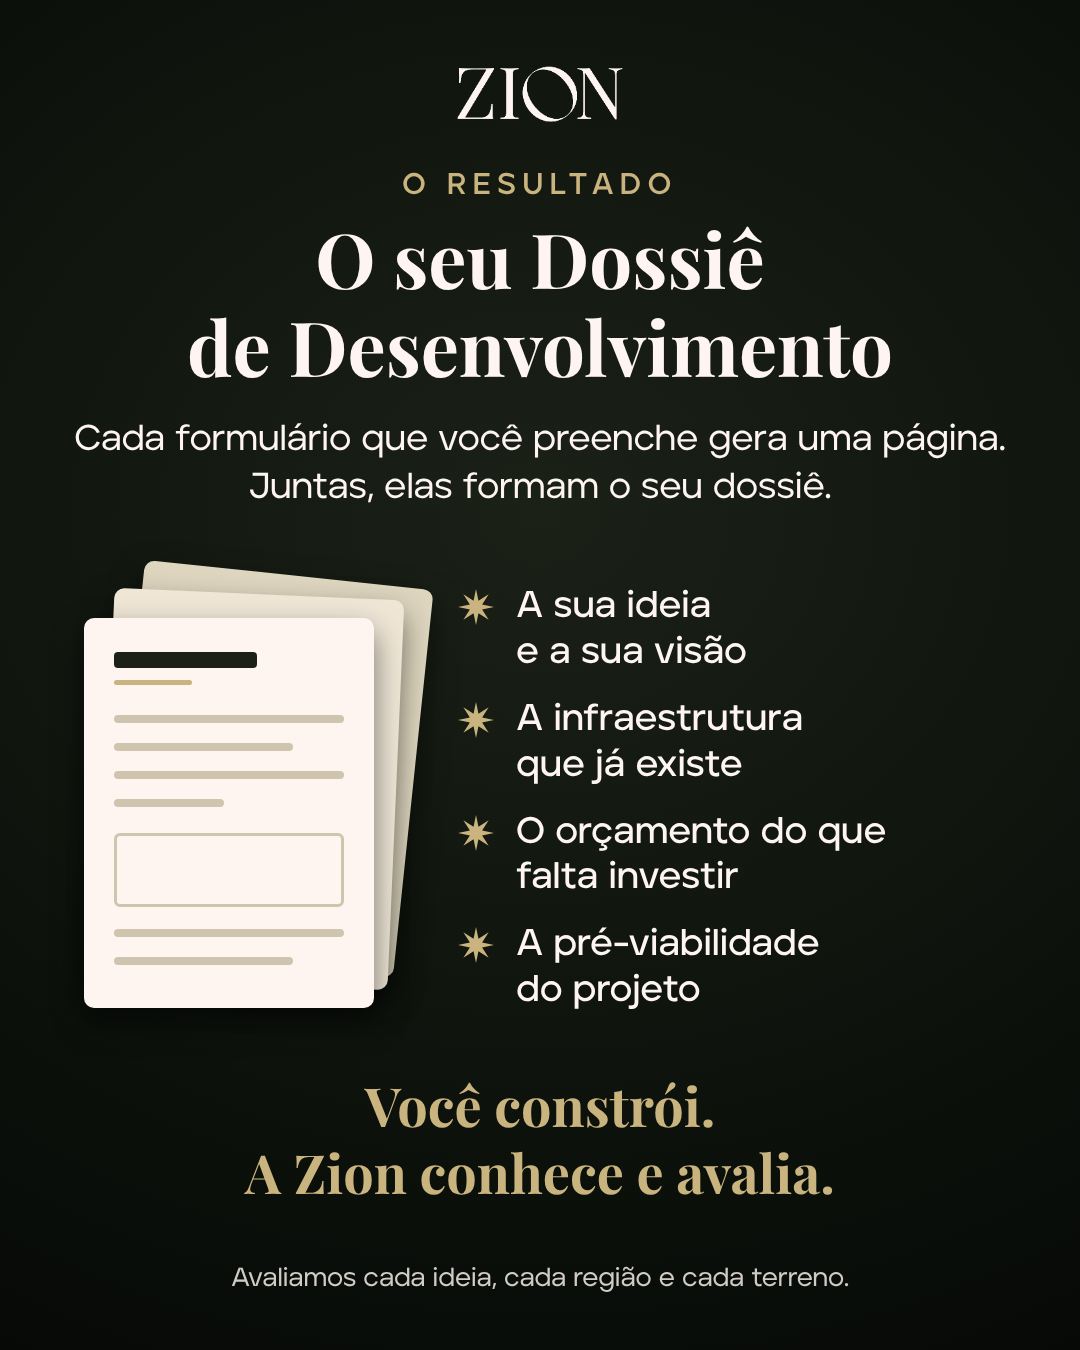 ZION
O RESULTADO
O seu Dossiê
de Desenvolvimento
Cada formulário que você preenche gera uma página.
Juntas, elas formam o seu dossiê.
A sua ideia
e a sua visão
A infraestrutura
que já existe
O orçamento do que
falta investir
A pré-viabilidade
do projeto
Você constrói.
A Zion conhece e avalia.
Avaliamos cada ideia, cada região e cada terreno.